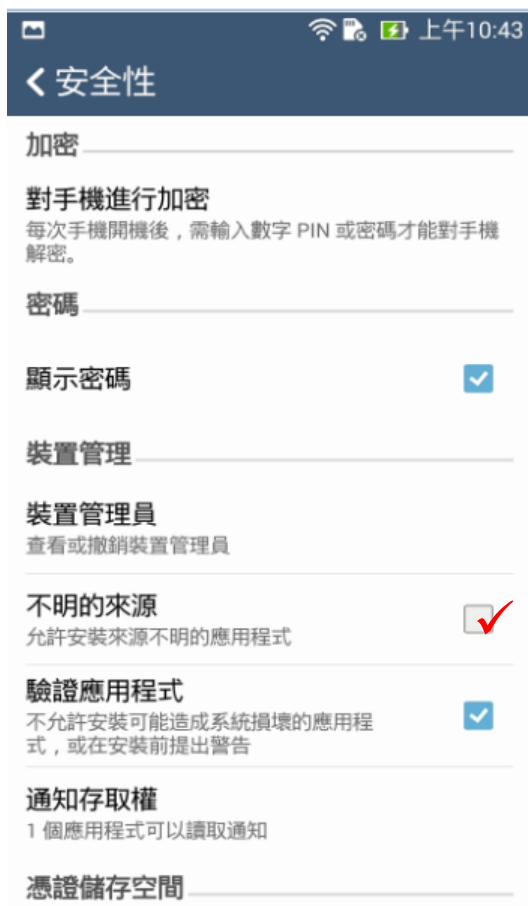 上午10:43
安全性
加密
對手機進行加密
每次手機開機後，需輸入數字 PIN 或密碼才能對手機
解密。
密碼
顯示密碼
裝置管理
裝置管理員
查看或撤銷裝置管理員
不明的來源
允許安裝來源不明的應用程式
驗證應用程式
不允許安裝可能造成系統損壞的應用程
式，或在安裝前提出警告
通知存取權
1 個應用程式可以讀取通知
憑證儲存空間